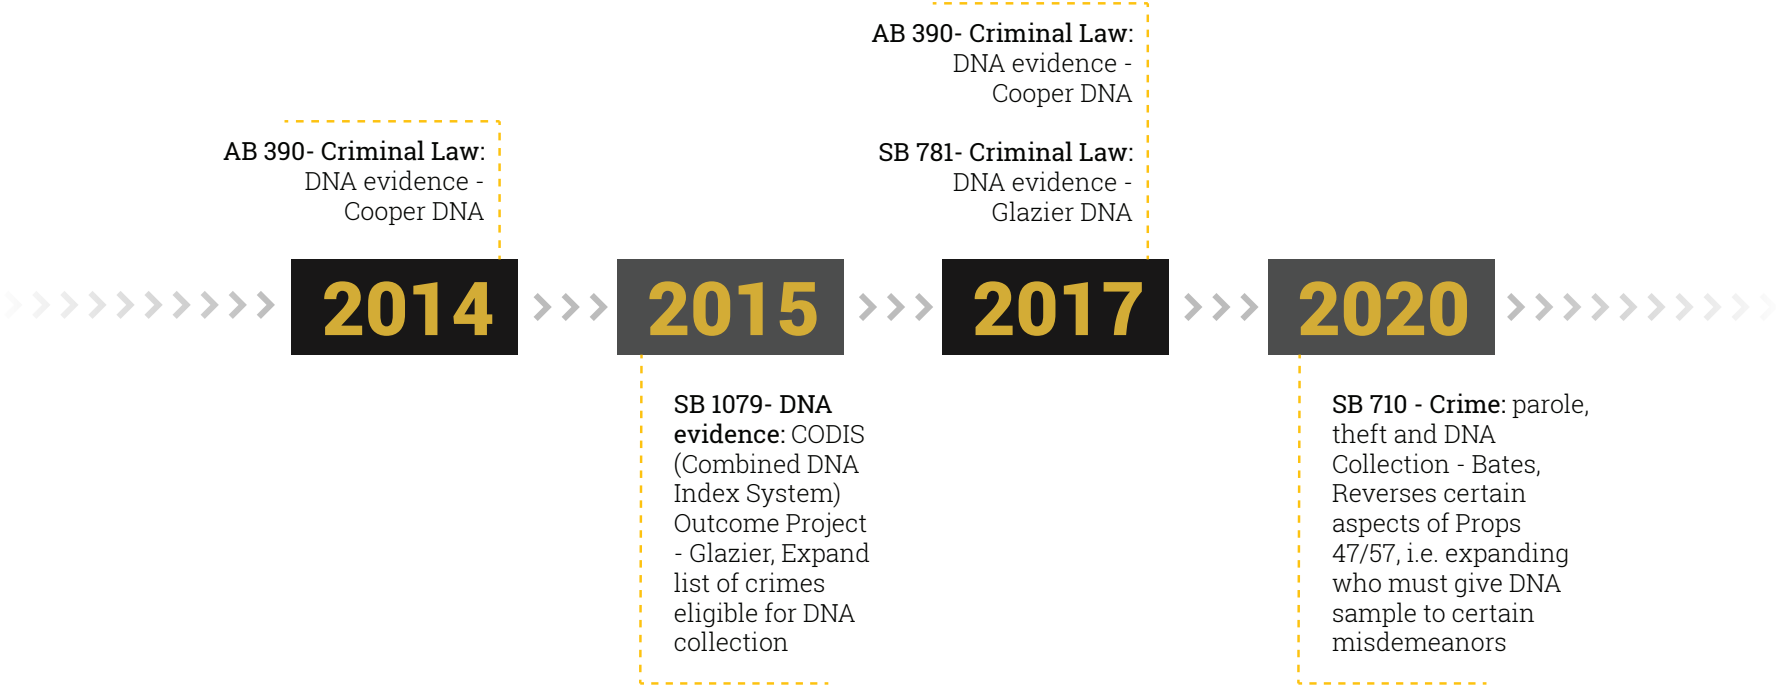 AB 390- Criminal Law:
DNA evidence -
Cooper DNA
2014
2015
SB 1079- DNA
evidence: CODIS
(Combined DNA
Index System)
Outcome Project
- Glazier, Expand
list of crimes
eligible for DNA
collection
AB 390- Criminal Law:
DNA evidence -
Cooper DNA
SB 781- Criminal Law:
DNA evidence -
Glazier DNA
2017
2020
SB 710 - Crime: parole,
theft and DNA
Collection - Bates,
Reverses certain
aspects of Props
47/57, i.e. expanding
who must give DNA
sample to certain
misdemeanors